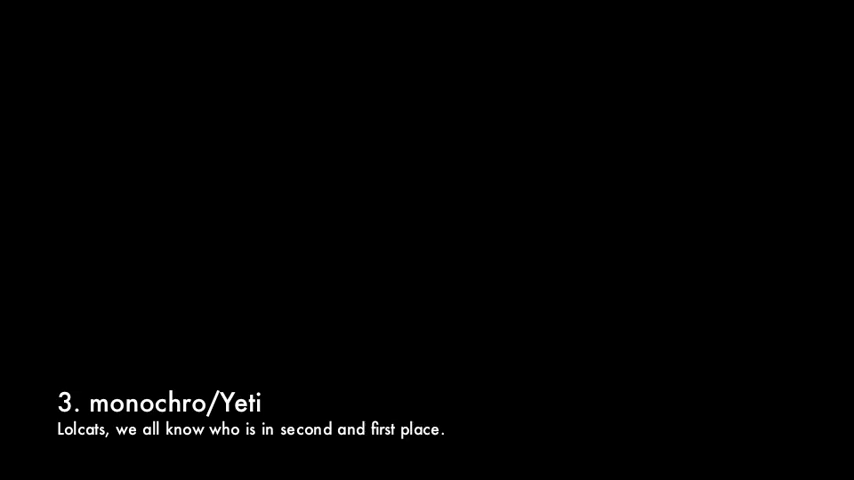 3. monochro/Yeti
Lolcats, we all know who is in second and first place.